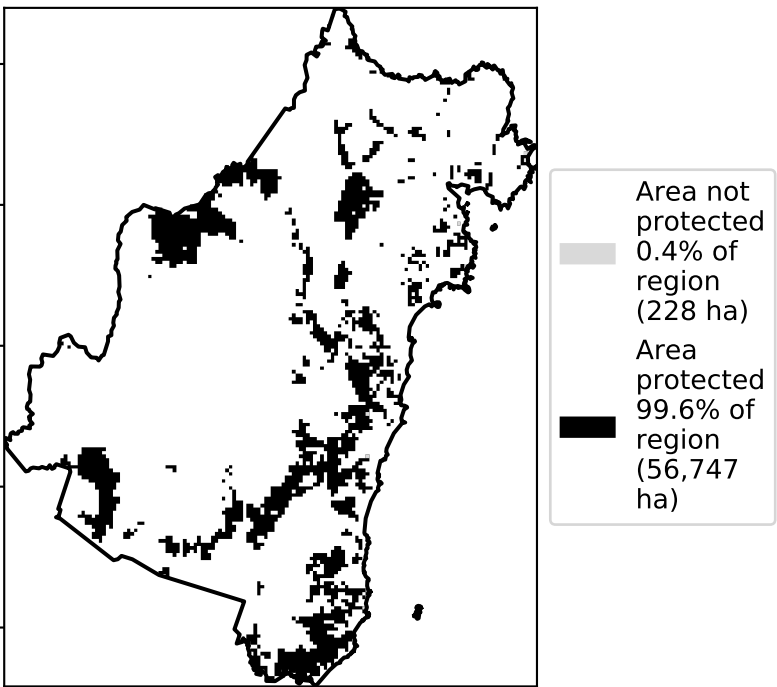 Area not
protected
0.4% of
region
(228 ha)
Area
protected
99.6% of
region
(56,747
ha)